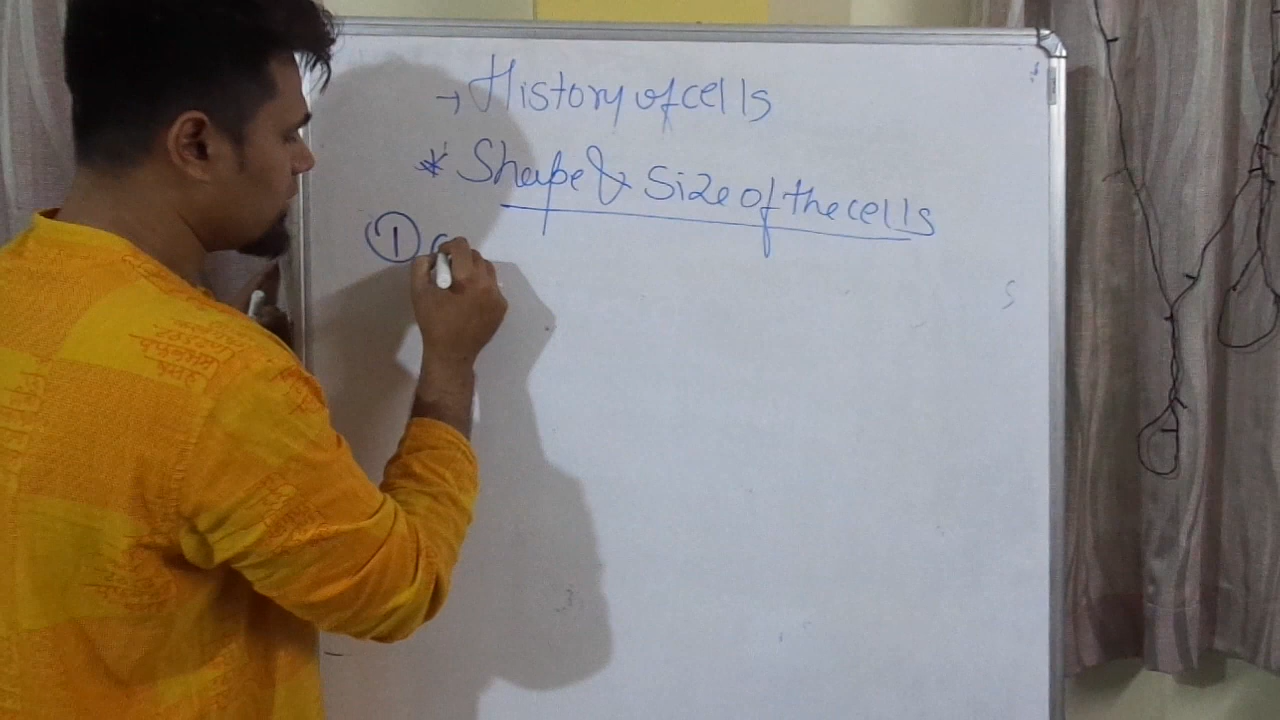 → History of cells
* Shape & Size of the cells
①